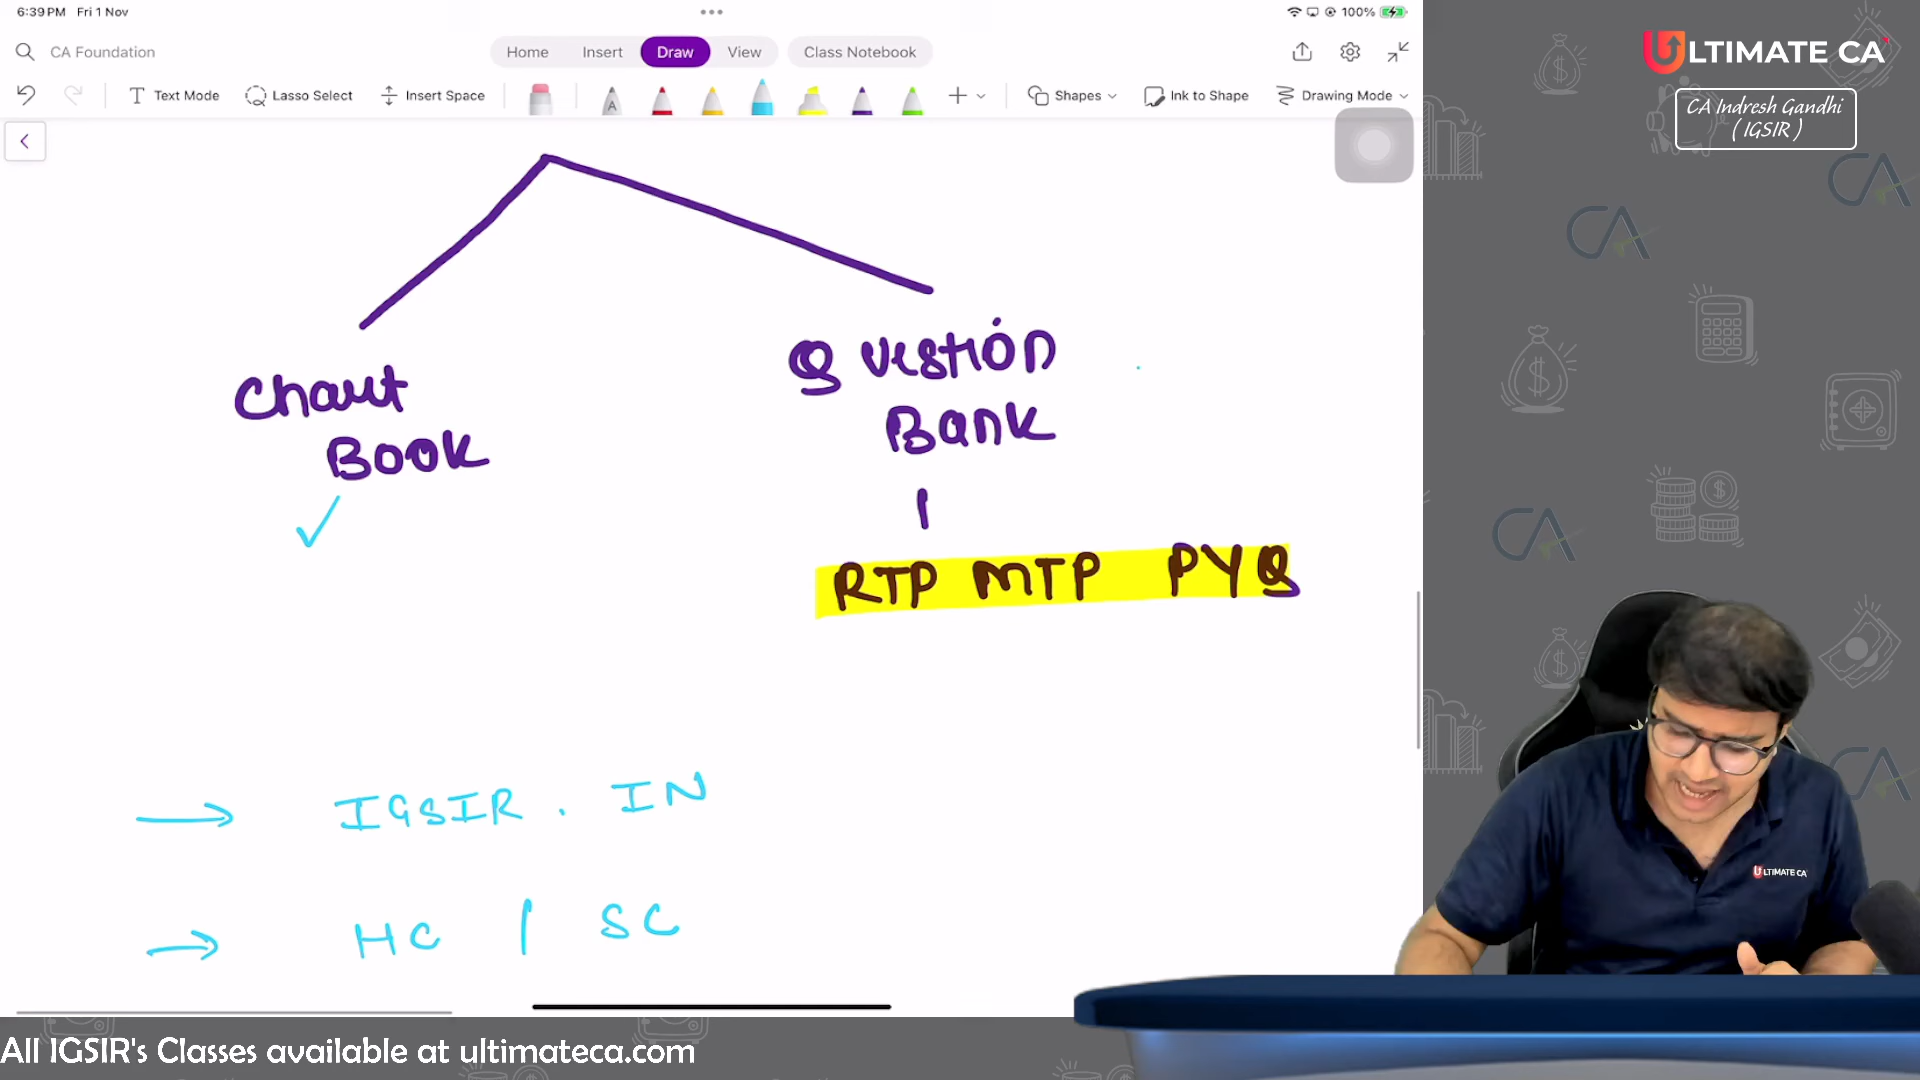 6:39 PM Fri 1 Nov
100%
CA Foundation
Home Insert Draw View Class Notebook
Text Mode Lasso Select Insert Space Shapes Ink to Shape Drawing Mode
ULTIMATE CA
CA Indresh Gandhi
( IGSIR )
Chart
Book
Question
Bank
RTP MTP PYQ
IGSIR . IN
HC / SC
ULTIMATE CA
All IGSIR's Classes available at ultimateca.com